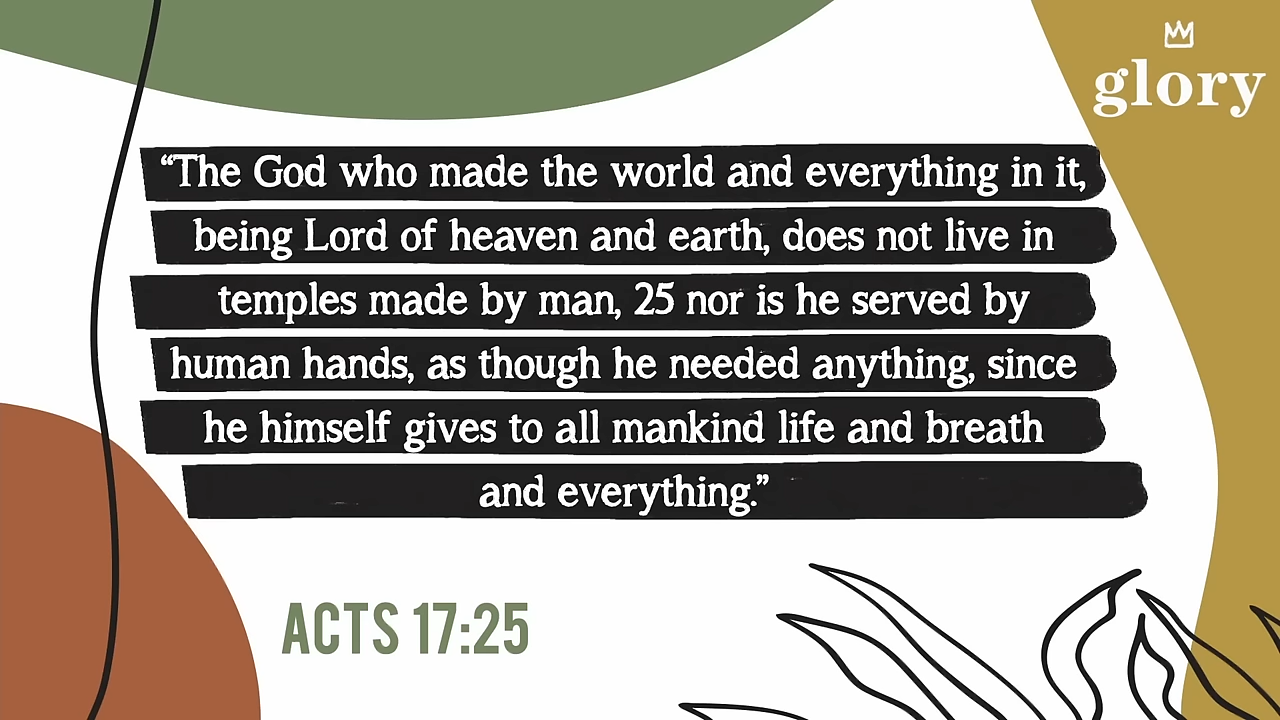 glory
“The God who made the world and everything in it,
being Lord of heaven and earth, does not live in
temples made by man, 25 nor is he served by
human hands, as though he needed anything, since
he himself gives to all mankind life and breath
and everything.”
ACTS 17:25